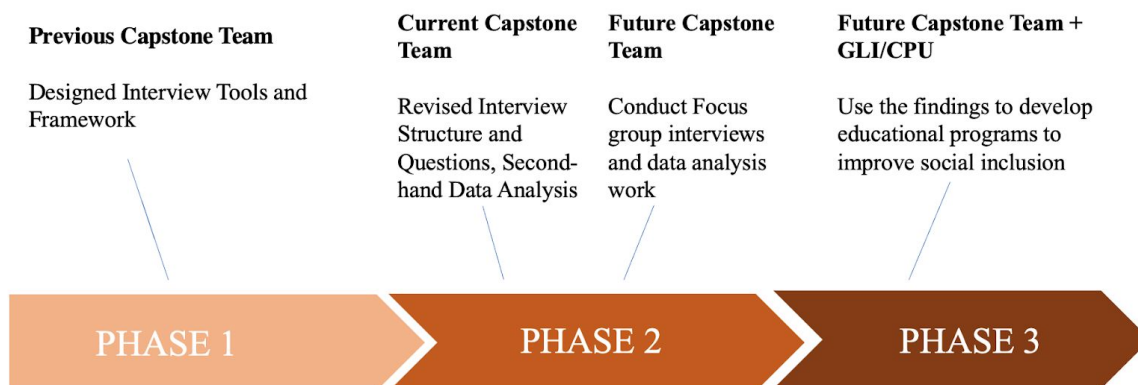 Previous Capstone Team
Designed Interview Tools and
Framework
Current Capstone
Team
Revised Interview
Structure and
Questions, Second-
hand Data Analysis
Future Capstone
Team
Conduct Focus
group interviews
and data analysis
work
Future Capstone Team +
GLI/CPU
Use the findings to develop
educational programs to
improve social inclusion
PHASE 1
PHASE 2
PHASE 3